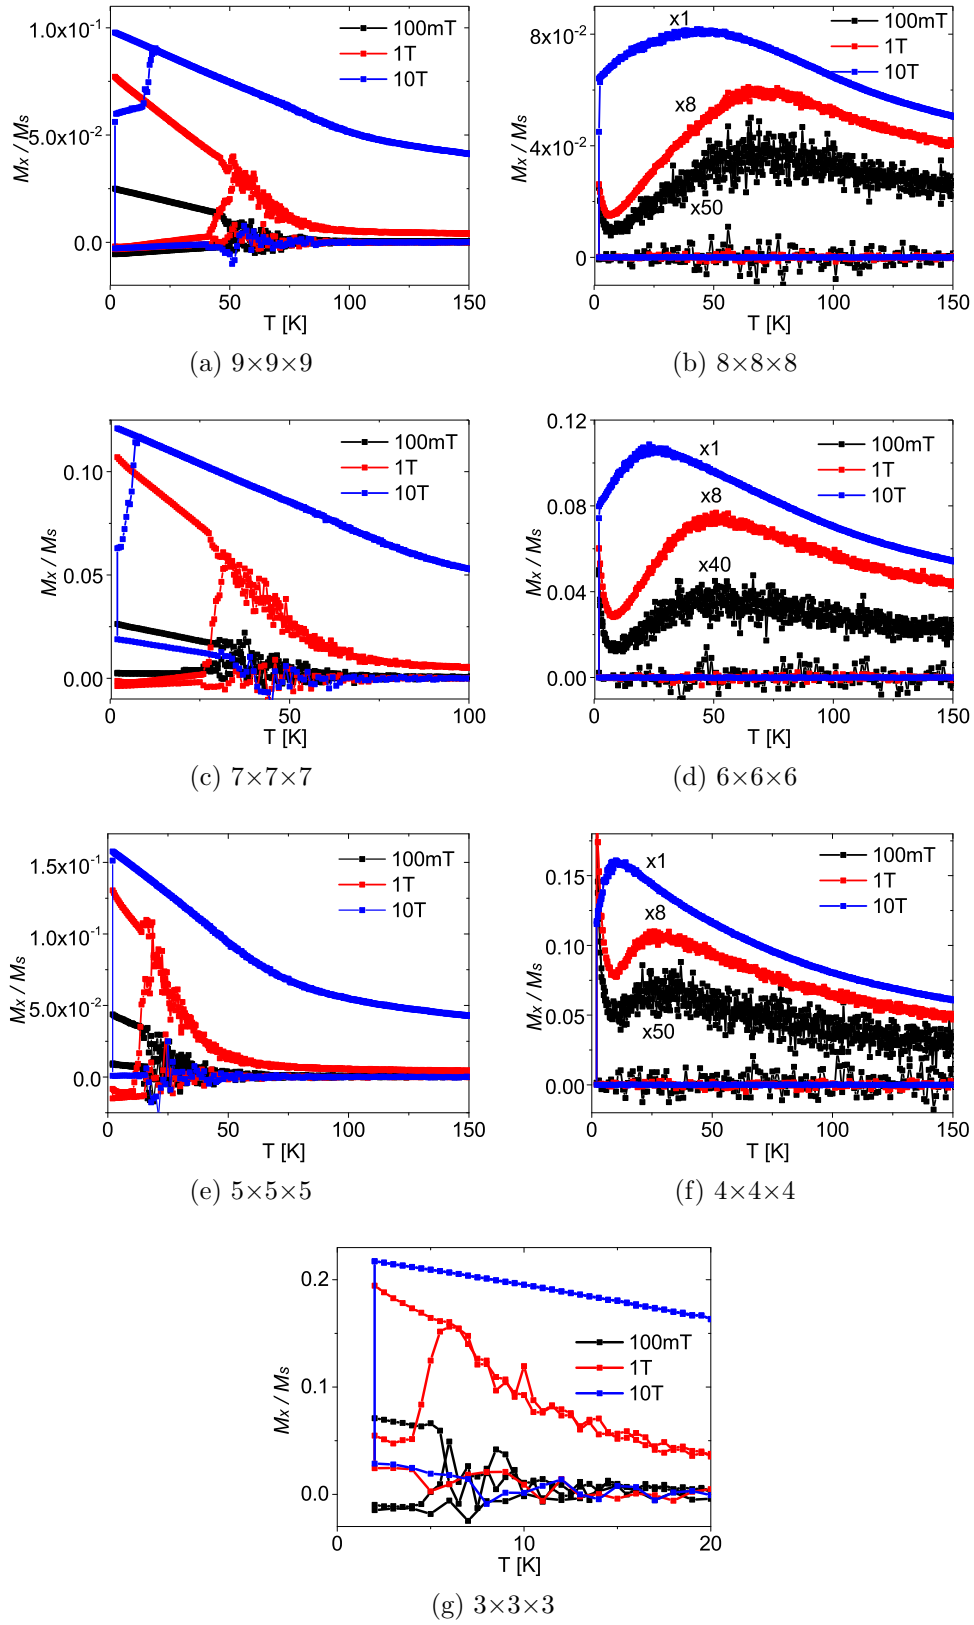 1.0x10⁻¹
5.0x10⁻²
0.0
Mx / Ms
100mT
1T
10T
0 50 100 150
T [K]
(a) 9×9×9
8x10⁻²
4x10⁻²
0
Mx / Ms
x1
x8
x50
100mT
1T
10T
0 50 100 150
T [K]
(b) 8×8×8
0.10
0.05
0.00
Mx / Ms
100mT
1T
10T
0 50 100
T [K]
(c) 7×7×7
0.12
0.08
0.04
0.00
Mx / Ms
x1
x8
x40
100mT
1T
10T
0 50 100 150
T [K]
(d) 6×6×6
1.5x10⁻¹
1.0x10⁻¹
5.0x10⁻²
0.0
Mx / Ms
100mT
1T
10T
0 50 100 150
T [K]
(e) 5×5×5
0.15
0.10
0.05
0.00
Mx / Ms
x1
x8
x50
100mT
1T
10T
0 50 100 150
T [K]
(f) 4×4×4
0.2
0.1
0.0
Mx / Ms
100mT
1T
10T
0 10 20
T [K]
(g) 3×3×3